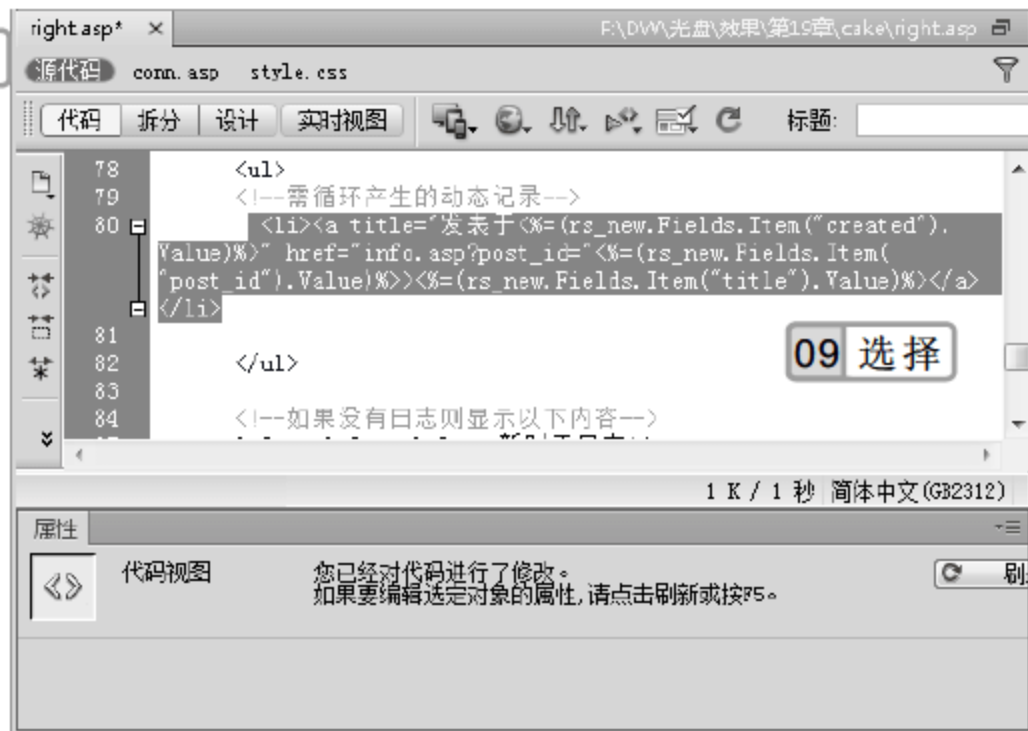 right.asp* ×
F:\DW\光盘\效果\第19章\cake\right.asp
源代码 conn.asp style.css
代码 拆分 设计 实时视图 标题:
78 <ul>
79 <!--需循环产生的动态记录-->
80 <li><a title="发表于<%=(rs_new.Fields.Item("created").
Value)%>" href="info.asp?post_id="<%=(rs_new.Fields.Item(
"post_id").Value)%>><%=(rs_new.Fields.Item("title").Value)%></a>
</li>
81
82 </ul>
09 选择
83
84 <!--如果没有日志则显示以下内容-->
1 K / 1 秒 简体中文(GB2312)
属性
代码视图 您已经对代码进行了修改。
如果要编辑选定对象的属性,请点击刷新或按F5。